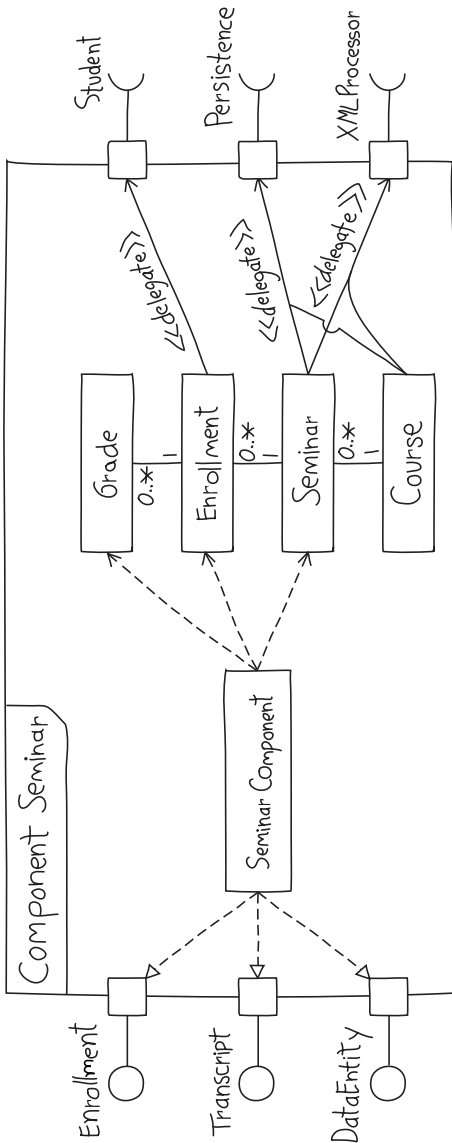 Component Seminar
Enrollment
Transcript
DataEntity
Seminar Component
Grade
0..*
1
Enrollment
0..*
1
Seminar
0..*
1
Course
<<delegate>>
<<delegate>>
<<delegate>>
Student
Persistence
XMLProcessor